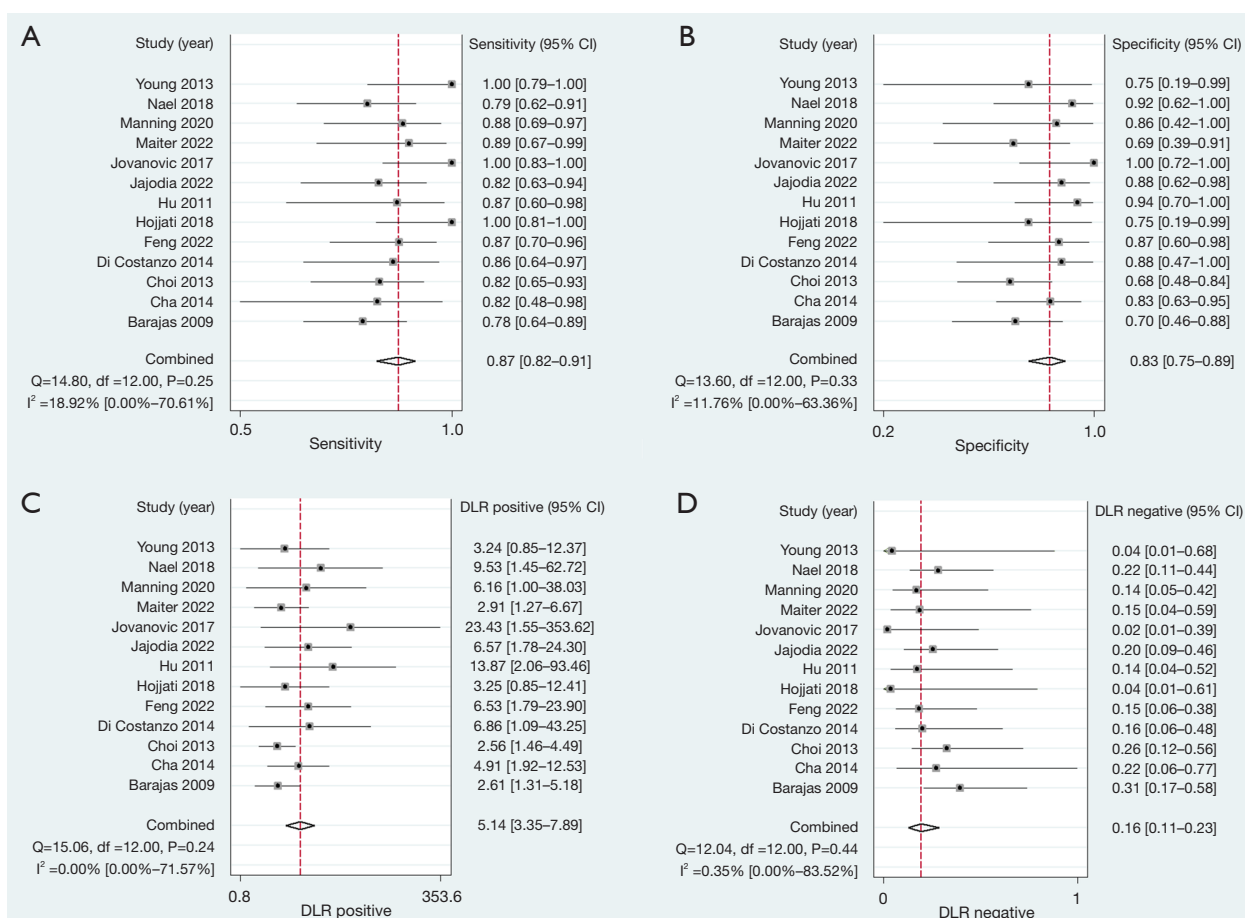 A
Study (year) Sensitivity (95% CI)
Young 2013 1.00 [0.79–1.00]
Nael 2018 0.79 [0.62–0.91]
Manning 2020 0.88 [0.69–0.97]
Maiter 2022 0.89 [0.67–0.99]
Jovanovic 2017 1.00 [0.83–1.00]
Jajodia 2022 0.82 [0.63–0.94]
Hu 2011 0.87 [0.60–0.98]
Hojjati 2018 1.00 [0.81–1.00]
Feng 2022 0.87 [0.70–0.96]
Di Costanzo 2014 0.86 [0.64–0.97]
Choi 2013 0.82 [0.65–0.93]
Cha 2014 0.82 [0.48–0.98]
Barajas 2009 0.78 [0.64–0.89]
Combined 0.87 [0.82–0.91]
Q=14.80, df =12.00, P=0.25
I² =18.92% [0.00%–70.61%]
0.5 1.0
Sensitivity
B
Study (year) Specificity (95% CI)
Young 2013 0.75 [0.19–0.99]
Nael 2018 0.92 [0.62–1.00]
Manning 2020 0.86 [0.42–1.00]
Maiter 2022 0.69 [0.39–0.91]
Jovanovic 2017 1.00 [0.72–1.00]
Jajodia 2022 0.88 [0.62–0.98]
Hu 2011 0.94 [0.70–1.00]
Hojjati 2018 0.75 [0.19–0.99]
Feng 2022 0.87 [0.60–0.98]
Di Costanzo 2014 0.88 [0.47–1.00]
Choi 2013 0.68 [0.48–0.84]
Cha 2014 0.83 [0.63–0.95]
Barajas 2009 0.70 [0.46–0.88]
Combined 0.83 [0.75–0.89]
Q=13.60, df =12.00, P=0.33
I² =11.76% [0.00%–63.36%]
0.2 1.0
Specificity
C
Study (year) DLR positive (95% CI)
Young 2013 3.24 [0.85–12.37]
Nael 2018 9.53 [1.45–62.72]
Manning 2020 6.16 [1.00–38.03]
Maiter 2022 2.91 [1.27–6.67]
Jovanovic 2017 23.43 [1.55–353.62]
Jajodia 2022 6.57 [1.78–24.30]
Hu 2011 13.87 [2.06–93.46]
Hojjati 2018 3.25 [0.85–12.41]
Feng 2022 6.53 [1.79–23.90]
Di Costanzo 2014 6.86 [1.09–43.25]
Choi 2013 2.56 [1.46–4.49]
Cha 2014 4.91 [1.92–12.53]
Barajas 2009 2.61 [1.31–5.18]
Combined 5.14 [3.35–7.89]
Q=15.06, df =12.00, P=0.24
I² =0.00% [0.00%–71.57%]
0.8 353.6
DLR positive
D
Study (year) DLR negative (95% CI)
Young 2013 0.04 [0.01–0.68]
Nael 2018 0.22 [0.11–0.44]
Manning 2020 0.14 [0.05–0.42]
Maiter 2022 0.15 [0.04–0.59]
Jovanovic 2017 0.02 [0.01–0.39]
Jajodia 2022 0.20 [0.09–0.46]
Hu 2011 0.14 [0.04–0.52]
Hojjati 2018 0.04 [0.01–0.61]
Feng 2022 0.15 [0.06–0.38]
Di Costanzo 2014 0.16 [0.06–0.48]
Choi 2013 0.26 [0.12–0.56]
Cha 2014 0.22 [0.06–0.77]
Barajas 2009 0.31 [0.17–0.58]
Combined 0.16 [0.11–0.23]
Q=12.04, df =12.00, P=0.44
I² =0.35% [0.00%–83.52%]
0 1
DLR negative